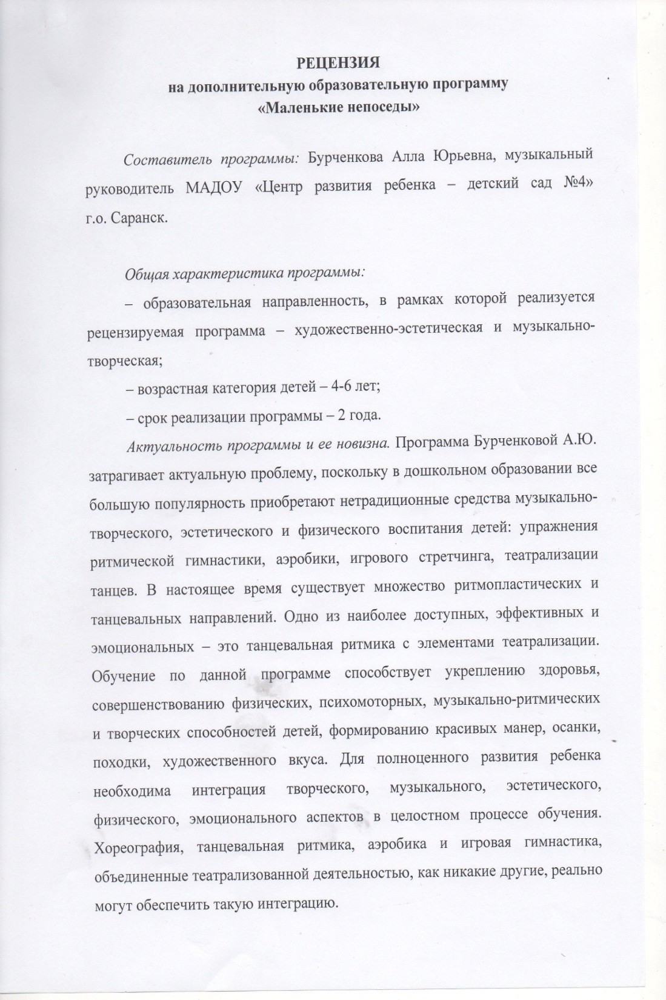 РЕЦЕНЗИЯ
на дополнительную образовательную программу
«Маленькие непоседы»
Составитель программы: Бурченкова Алла Юрьевна, музыкальный
руководитель МАДОУ «Центр развития ребенка – детский сад №4»
г.о. Саранск.
Общая характеристика программы:
– образовательная направленность, в рамках которой реализуется
рецензируемая программа – художественно-эстетическая и музыкально-
творческая;
– возрастная категория детей – 4-6 лет;
– срок реализации программы – 2 года.
Актуальность программы и ее новизна. Программа Бурченковой А.Ю.
затрагивает актуальную проблему, поскольку в дошкольном образовании все
большую популярность приобретают нетрадиционные средства музыкально-
творческого, эстетического и физического воспитания детей: упражнения
ритмической гимнастики, аэробики, игрового стретчинга, театрализации
танцев. В настоящее время существует множество ритмопластических и
танцевальных направлений. Одно из наиболее доступных, эффективных и
эмоциональных – это танцевальная ритмика с элементами театрализации.
Обучение по данной программе способствует укреплению здоровья,
совершенствованию физических, психомоторных, музыкально-ритмических
и творческих способностей детей, формированию красивых манер, осанки,
походки, художественного вкуса. Для полноценного развития ребенка
необходима интеграция творческого, музыкального, эстетического,
физического, эмоционального аспектов в целостном процессе обучения.
Хореография, танцевальная ритмика, аэробика и игровая гимнастика,
объединенные театрализованной деятельностью, как никакие другие, реально
могут обеспечить такую интеграцию.